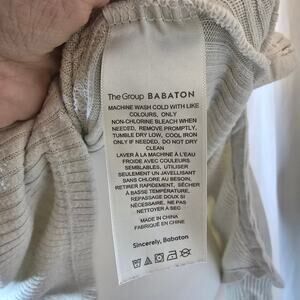 The Group BABATON
MACHINE WASH COLD WITH LIKE
COLOURS, ONLY
NON-CHLORINE BLEACH WHEN
NEEDED, REMOVE PROMPTLY,
TUMBLE DRY LOW, COOL IRON
ONLY IF NEEDED, DO NOT DRY
CLEAN
LAVER À LA MACHINE À L'EAU
FROIDE AVEC COULEURS
SEMBLABLES, UTILISER
SEULEMENT UN JAVELLISANT
SANS CHLORE AU BESOIN,
RETIRER RAPIDEMENT, SÉCHER
À BASSE TEMPÉRATURE,
REPASSAGE DOUX SI
NÉCESSAIRE, NE PAS
NETTOYER À SEC
MADE IN CHINA
FABRIQUÉ EN CHINE
Sincerely, Babaton